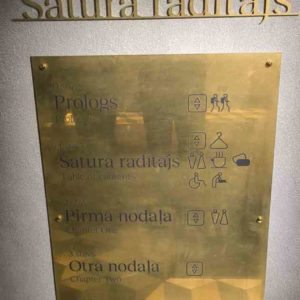 Satura rādītājs
Prologs
Satura rādītājs
Table of contents
Pirmā nodaļa
Chapter One
Otrā nodaļa
Chapter Two